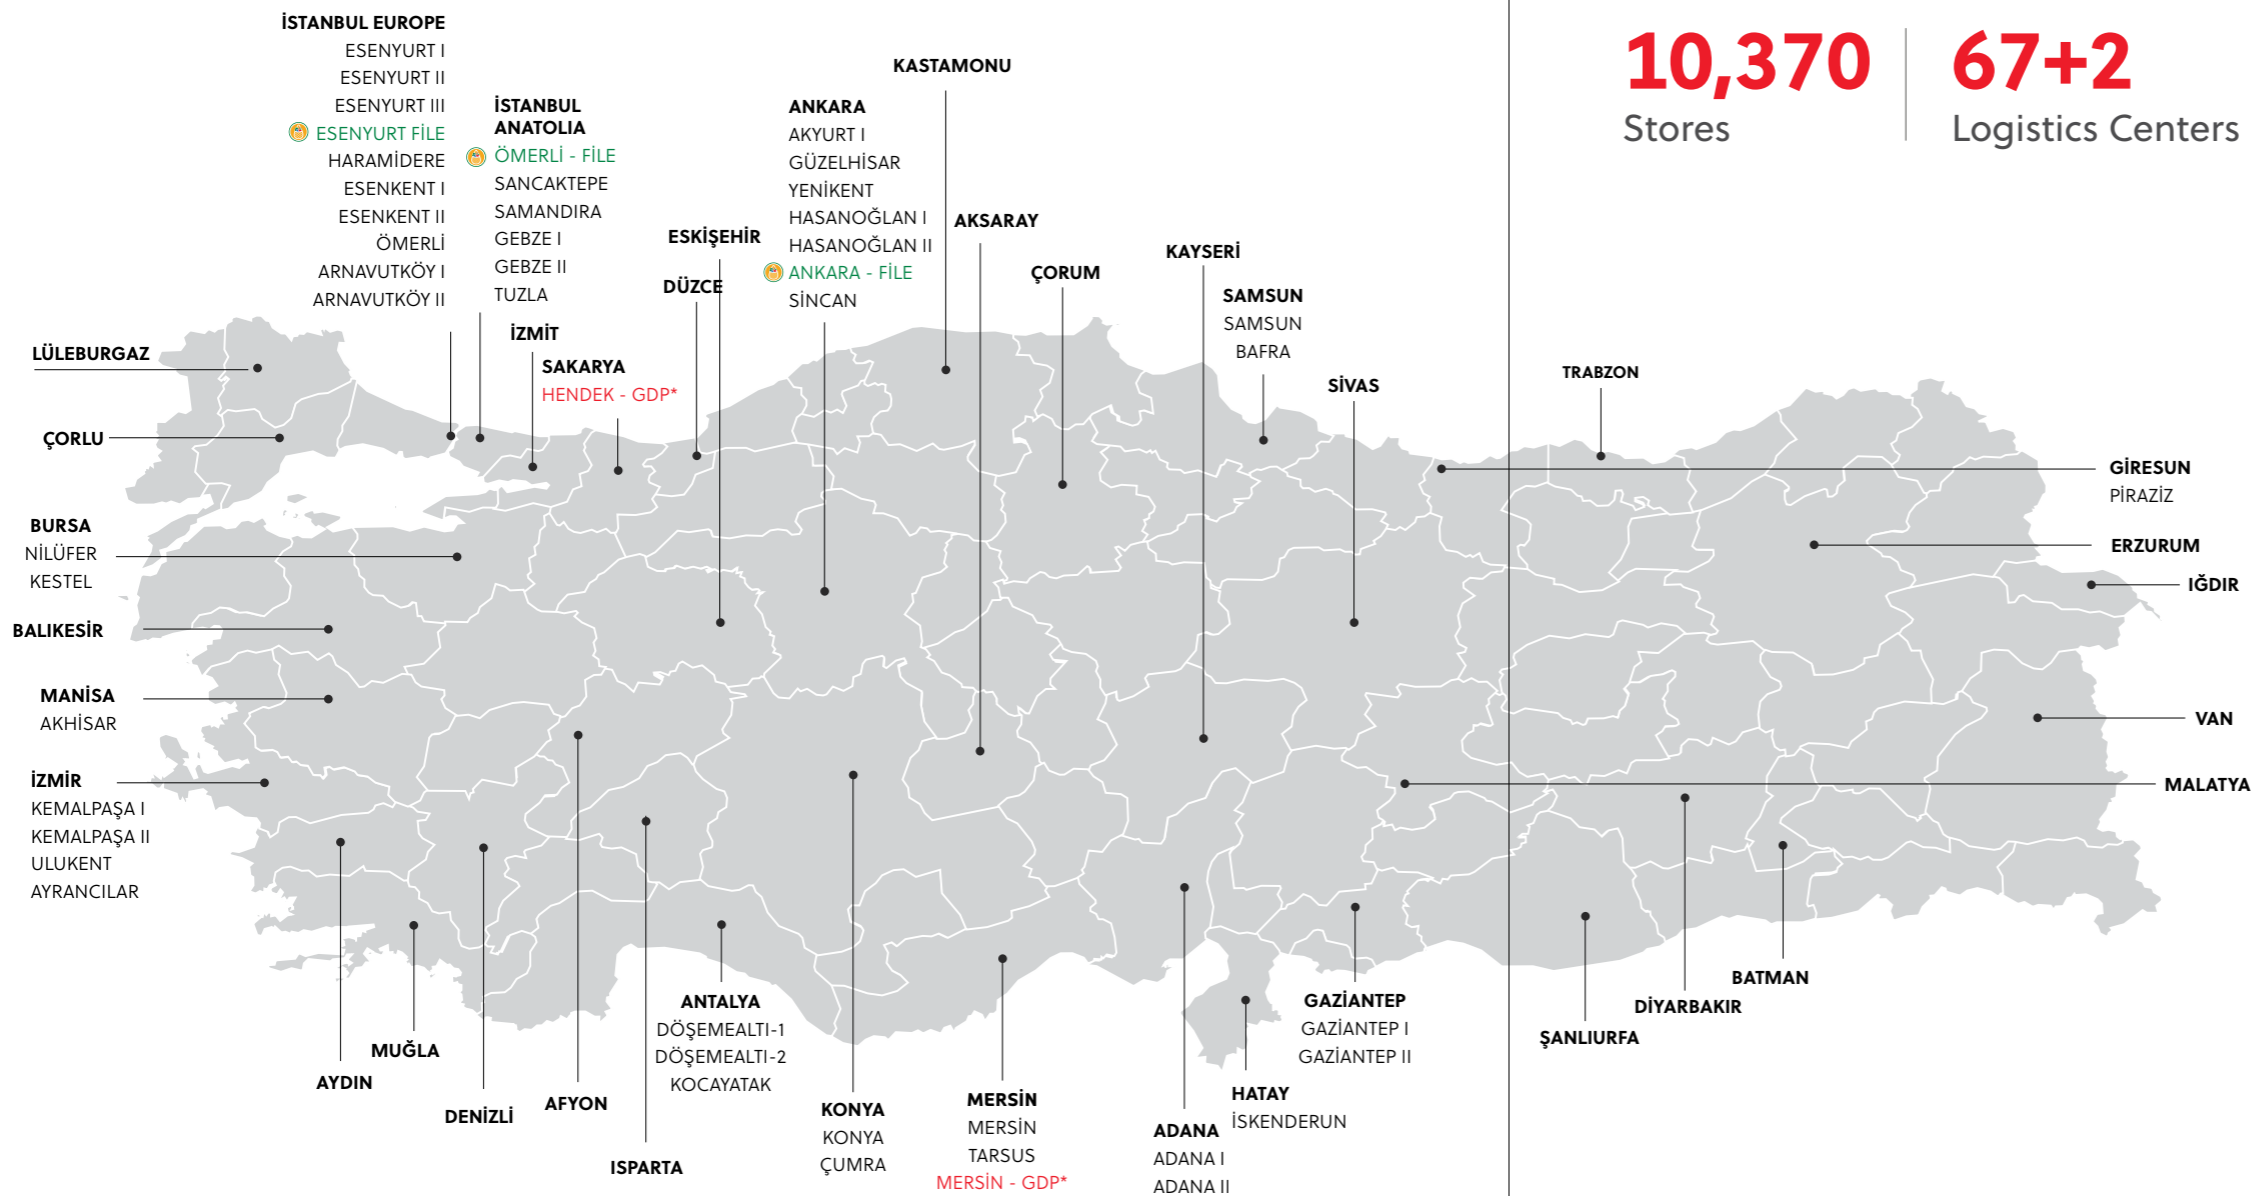 İSTANBUL EUROPE
ESENYURT I
ESENYURT II
ESENYURT III
ESENYURT FİLE
HARAMİDERE
ESENKENT I
ESENKENT II
ÖMERLİ
ARNAVUTKÖY I
ARNAVUTKÖY II
İSTANBUL
ANATOLIA
ÖMERLİ - FİLE
SANCAKTEPE
SAMANDIRA
GEBZE I
GEBZE II
TUZLA
İZMİT
SAKARYA
HENDEK - GDP*
ESKİŞEHİR
DÜZCE
ANKARA
AKYURT I
GÜZELHİSAR
YENİKENT
HASANOĞLAN I
HASANOĞLAN II
ANKARA - FİLE
SİNCAN
KASTAMONU
AKSARAY
ÇORUM
KAYSERİ
SAMSUN
SAMSUN
BAFRA
SİVAS
10,370
Stores
67+2
Logistics Centers
TRABZON
LÜLEBURGAZ
ÇORLU
BURSA
NİLÜFER
KESTEL
BALIKESİR
MANİSA
AKHİSAR
İZMİR
KEMALPAŞA I
KEMALPAŞA II
ULUKENT
AYRANCILAR
GİRESUN
PİRAZİZ
ERZURUM
IĞDIR
VAN
MALATYA
AYDIN
MUĞLA
DENİZLİ
AFYON
ISPARTA
ANTALYA
DÖŞEMEALTI-1
DÖŞEMEALTI-2
KOCAYATAK
KONYA
KONYA
ÇUMRA
MERSİN
MERSİN
TARSUS
MERSİN - GDP*
ADANA
ADANA I
ADANA II
HATAY
İSKENDERUN
GAZİANTEP
GAZİANTEP I
GAZİANTEP II
ŞANLIURFA
DİYARBAKIR
BATMAN